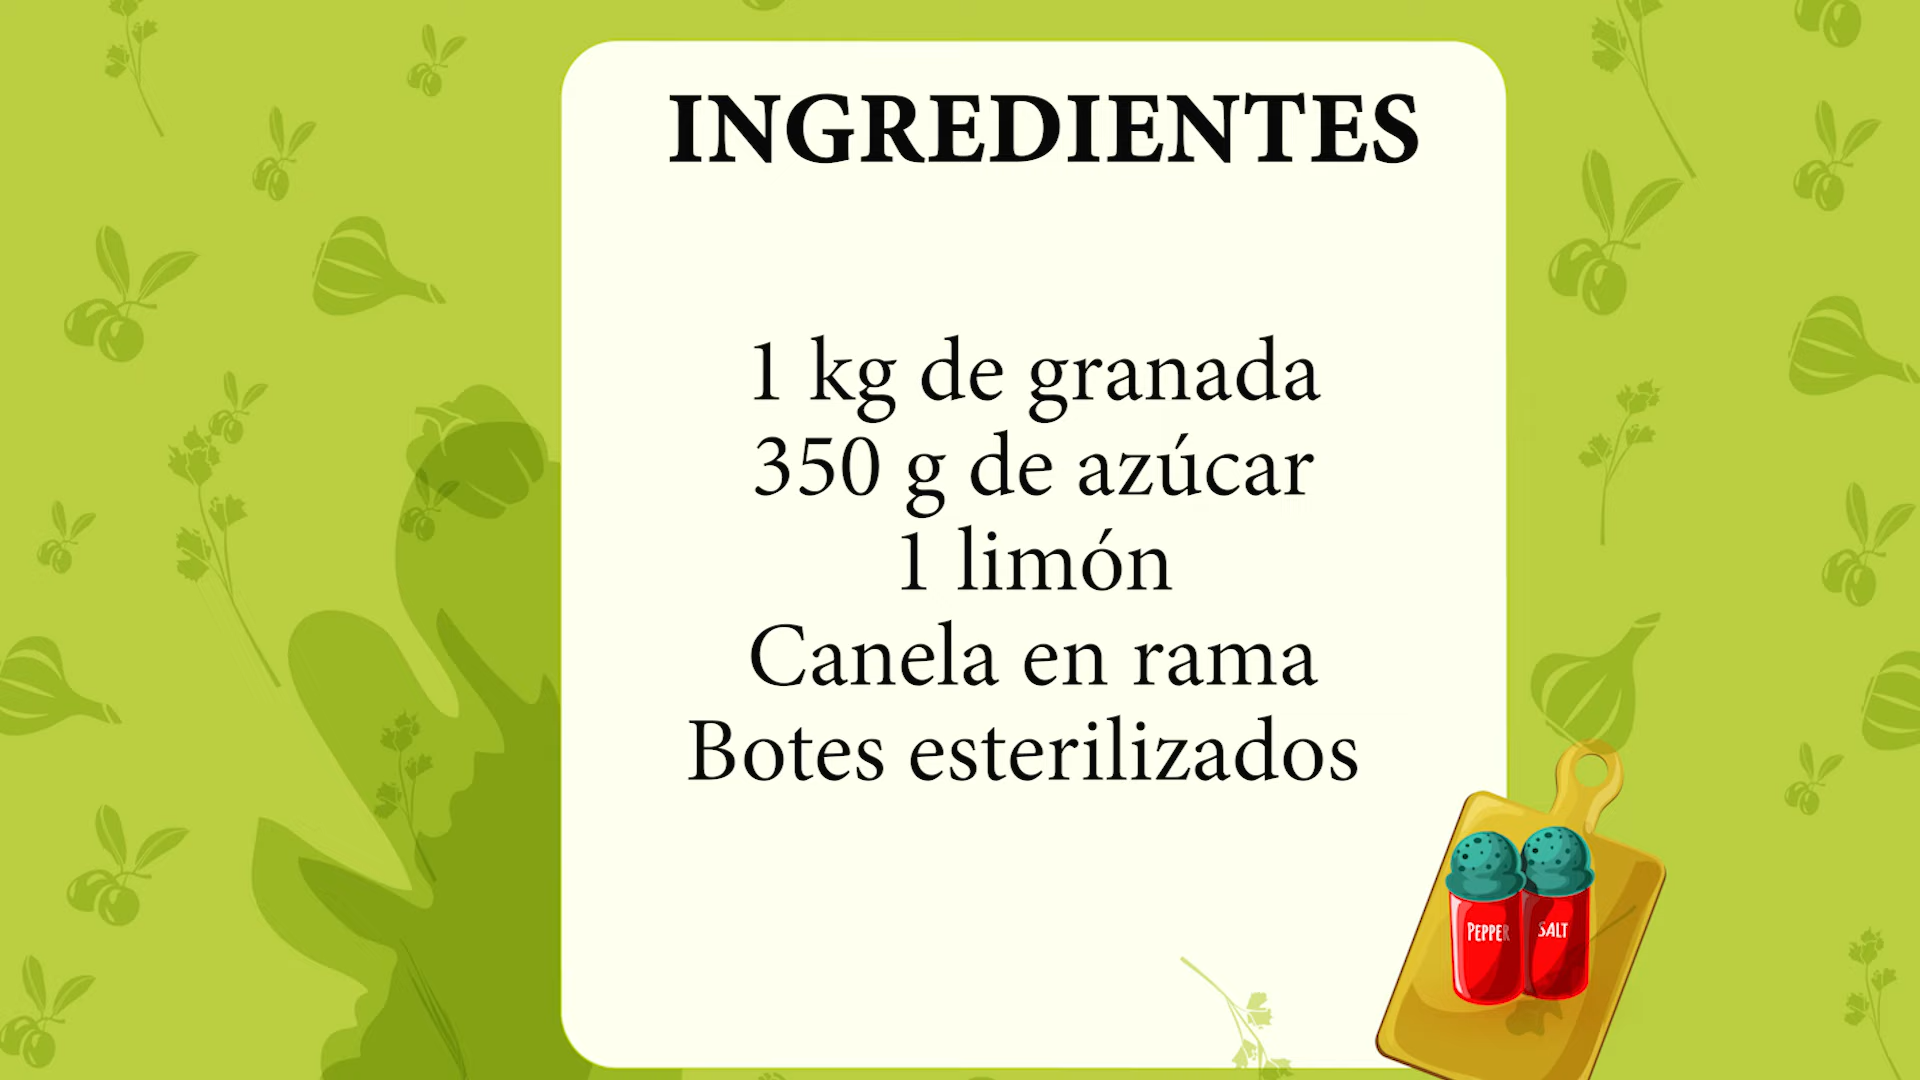 INGREDIENTES
1 kg de granada
350 g de azúcar
1 limón
Canela en rama
Botes esterilizados
PEPPER
SALT